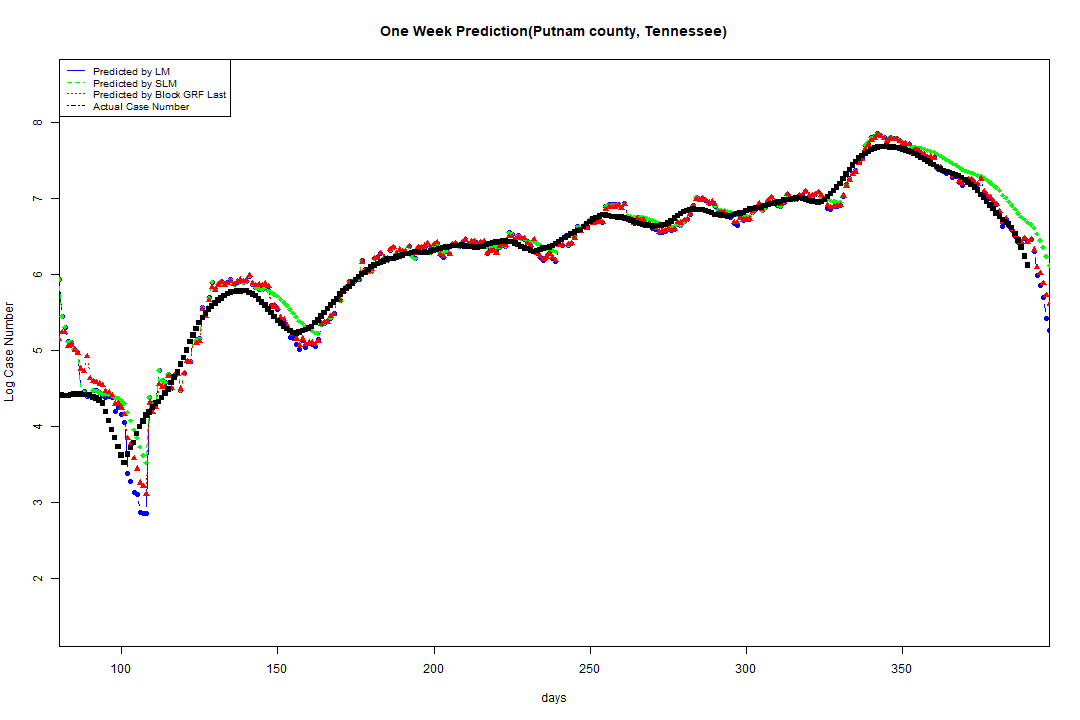 One Week Prediction(Putnam county, Tennessee)
Predicted by LM
Predicted by SLM
Predicted by Block GRF Last
Actual Case Number
8
7
6
5
4
3
2
Log Case Number
100 150 200 250 300 350
days